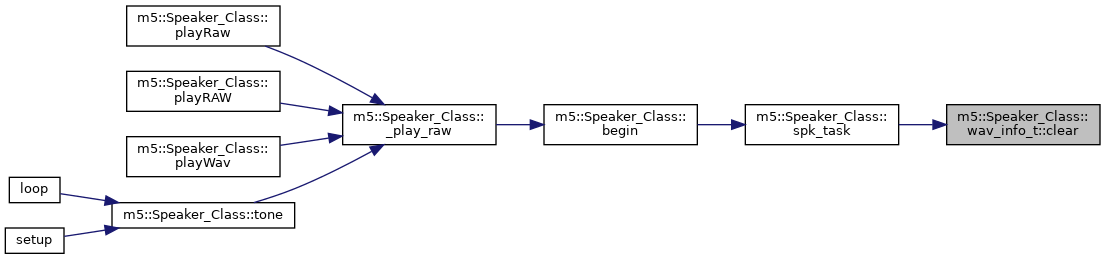 m5::Speaker_Class::
playRaw
m5::Speaker_Class::
playRAW
m5::Speaker_Class::
playWav
loop
m5::Speaker_Class::tone
setup
m5::Speaker_Class::
_play_raw
m5::Speaker_Class::
begin
m5::Speaker_Class::
spk_task
m5::Speaker_Class::
wav_info_t::clear